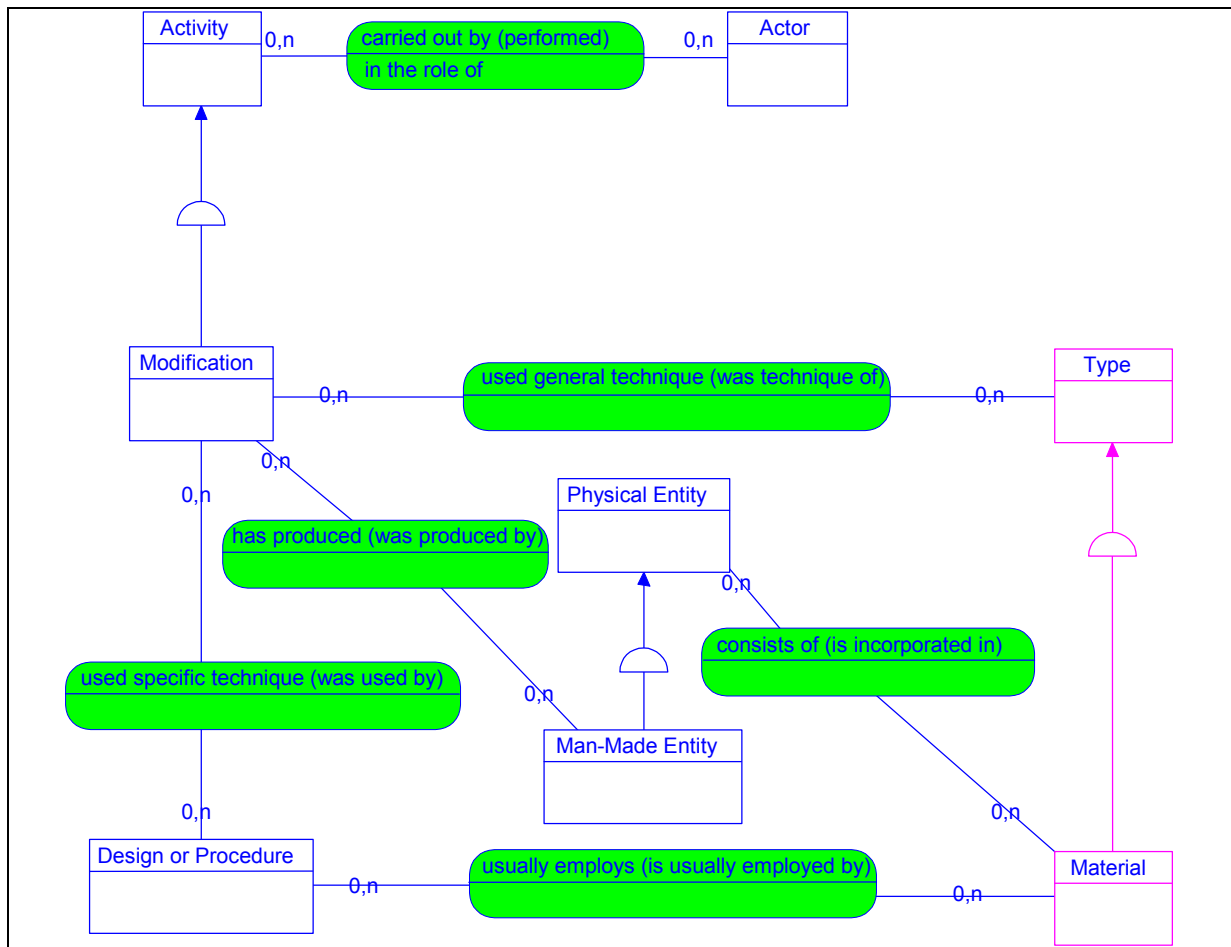 Activity
0,n
carried out by (performed)
in the role of
0,n
Actor
Modification
0,n
used general technique (was technique of)
0,n
Type
0,n
0,n
Physical Entity
has produced (was produced by)
0,n
consists of (is incorporated in)
used specific technique (was used by)
0,n
Man-Made Entity
0,n
0,n
Design or Procedure
0,n
usually employs (is usually employed by)
0,n
Material